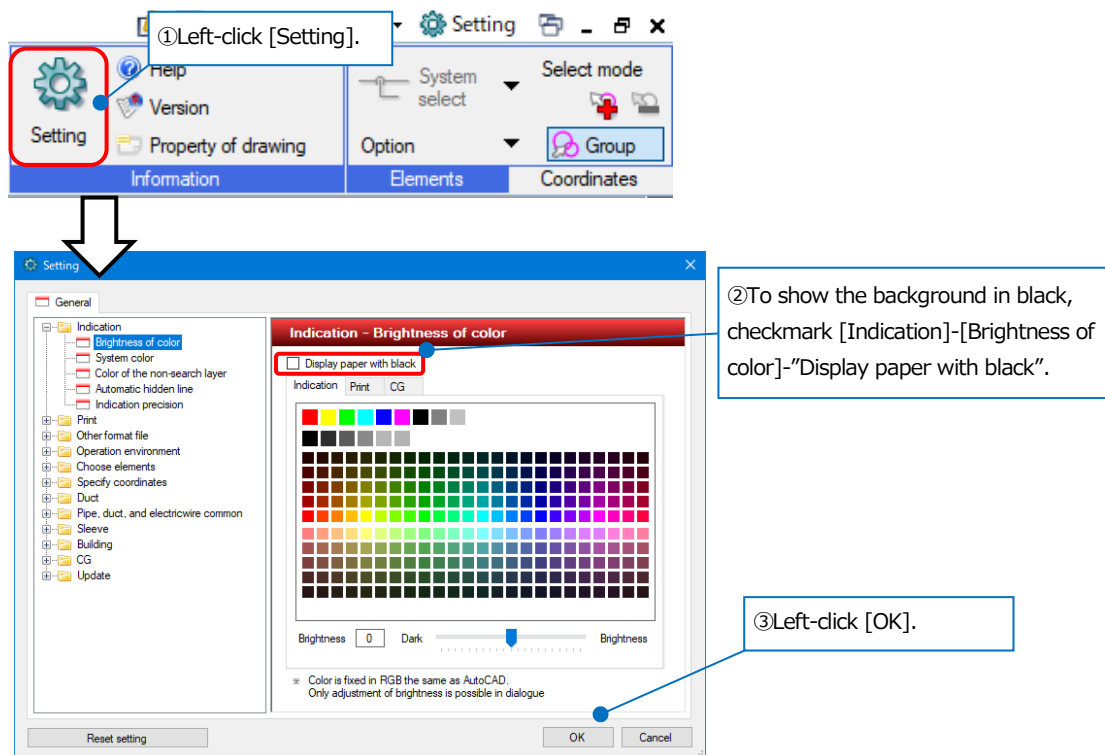 Setting
①Left-click [Setting].
Help
Version
Property of drawing
Setting
Information
System
select
Option
Elements
Select mode
Group
Coordinates
Setting
General
Indication
Brightness of color
System color
Color of the non-search layer
Automatic hidden line
Indication precision
Print
Other format file
Operation environment
Choose elements
Specify coordinates
Duct
Pipe, duct, and electricwire common
Sleeve
Building
CG
Update
Indication - Brightness of color
Display paper with black
Indication Print CG
Brightness 0 Dark Brightness
※ Color is fixed in RGB the same as AutoCAD.
Only adjustment of brightness is possible in dialogue
Reset setting
OK Cancel
②To show the background in black,
checkmark [Indication]-[Brightness of
color]-”Display paper with black”.
③Left-click [OK].